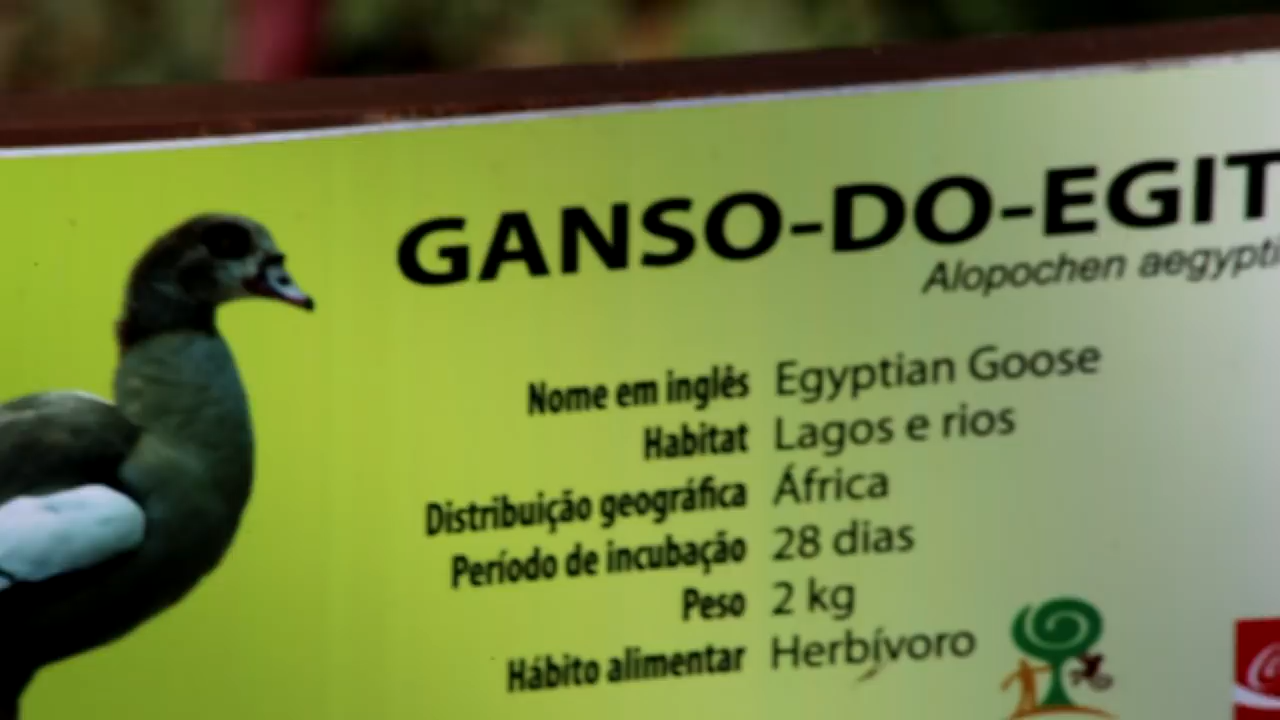 GANSO-DO-EGIT
Alopochen aegypti
Nome em inglês Egyptian Goose
Habitat Lagos e rios
Distribuição geográfica África
Período de incubação 28 dias
Peso 2 kg
Hábito alimentar Herbívoro